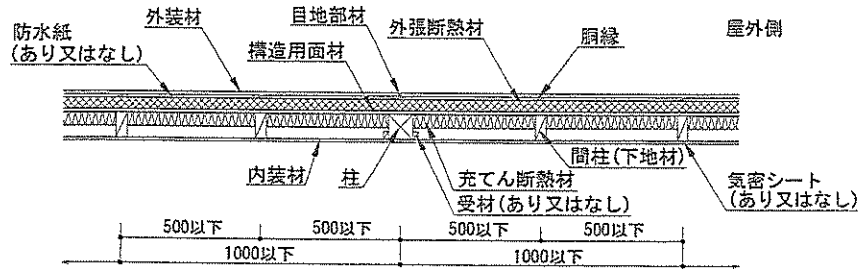 外装材
目地部材
外張断熱材
胴縁
屋外側
防水紙
(あり又はなし)
構造用面材
内装材
柱
充てん断熱材
受材(あり又はなし)
間柱(下地材)
気密シート
(あり又はなし)
500以下
500以下
500以下
500以下
1000以下
1000以下